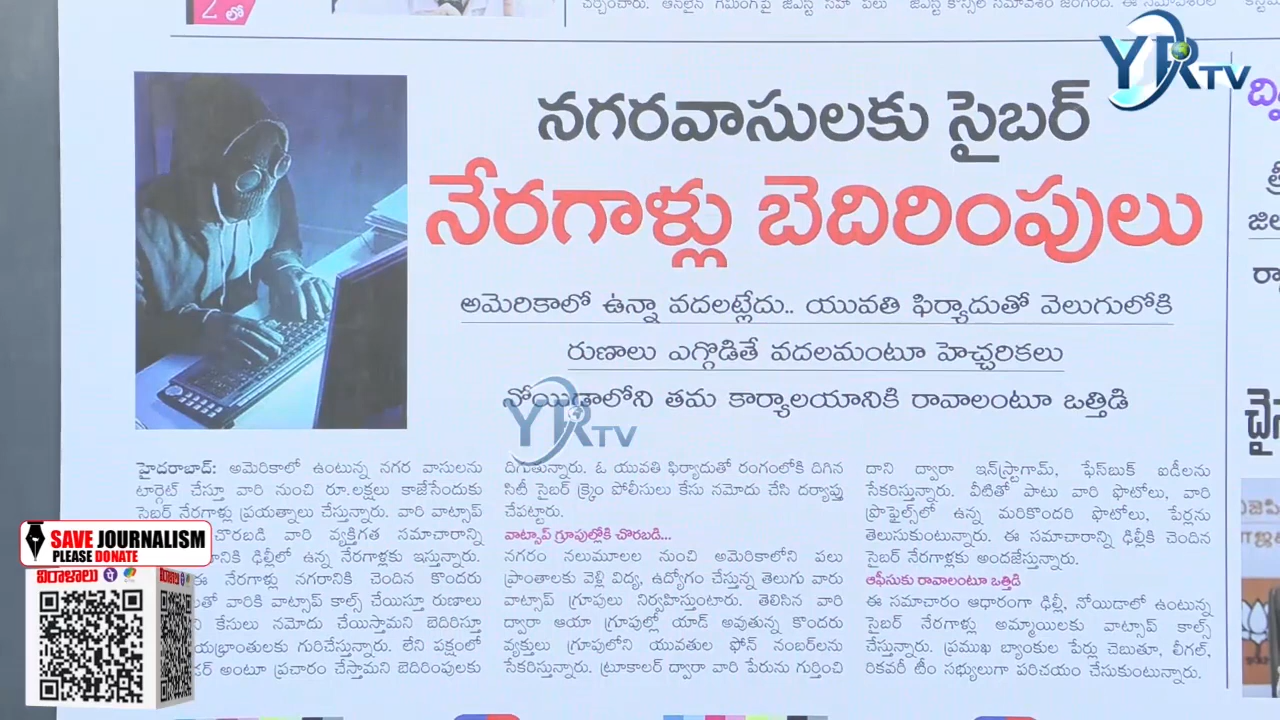 2 లో
YR TV
నగరవాసులకు సైబర్
నేరగాళ్లు బెదిరింపులు
అమెరికాలో ఉన్నా వదలట్లేదు.. యువతి ఫిర్యాదుతో వెలుగులోకి
రుణాలు ఎగ్గొడితే వదలమంటూ హెచ్చరికలు
నోయిడాలోని తమ కార్యాలయానికి రావాలంటూ ఒత్తిడి
YR TV
హైదరాబాద్: అమెరికాలో ఉంటున్న నగర వాసులను
టార్గెట్ చేస్తూ వారి నుంచి రూ.లక్షలు కాజేసేందుకు
సైబర్ నేరగాళ్లు ప్రయత్నాలు చేస్తున్నారు. వారి వాట్సాప్
చొరబడి వారి వ్యక్తిగత సమాచారాన్ని
ఢిల్లీలో ఉన్న నేరగాళ్లకు ఇస్తున్నారు.
ఈ నేరగాళ్లు నగరానికి చెందిన కొందరు
వారికి వాట్సాప్ కాల్స్ చేయిస్తూ రుణాలు
కేసులు నమోదు చేయిస్తామని బెదిరిస్తూ
గురిచేస్తున్నారు. లేని పక్షంలో
అంటూ ప్రచారం చేస్తామని బెదిరింపులకు
దిగుతున్నారు. ఓ యువతి ఫిర్యాదుతో రంగంలోకి దిగిన
సిటీ సైబర్ క్రైం పోలీసులు కేసు నమోదు చేసి దర్యాప్తు
చేపట్టారు.
వాట్సాప్ గ్రూపుల్లోకి చొరబడి...
నగరం నలుమూలల నుంచి అమెరికాలోని పలు
ప్రాంతాలకు వెళ్లి విద్య, ఉద్యోగం చేస్తున్న తెలుగు వారు
వాట్సాప్ గ్రూపులు నిర్వహిస్తుంటారు. తెలిసిన వారి
ద్వారా ఆయా గ్రూపుల్లో యాడ్ అవుతున్న కొందరు
వ్యక్తులు గ్రూపులోని యువతుల ఫోన్ నంబర్‌లను
సేకరిస్తున్నారు. ట్రూకాలర్ ద్వారా వారి పేరును గుర్తించి
దాని ద్వారా ఇన్‌స్టాగ్రామ్, ఫేస్‌బుక్ ఐడీలను
సేకరిస్తున్నారు. వీటితో పాటు వారి ఫొటోలు, వారి
ప్రొఫైల్స్‌లో ఉన్న మరికొందరి ఫొటోలు, పేర్లను
తెలుసుకుంటున్నారు. ఈ సమాచారాన్ని ఢిల్లీకి చెందిన
సైబర్ నేరగాళ్లకు అందజేస్తున్నారు.
ఆఫీసుకు రావాలంటూ ఒత్తిడి
ఈ సమాచారం ఆధారంగా ఢిల్లీ, నోయిడాలో ఉంటున్న
సైబర్ నేరగాళ్లు అమ్మాయిలకు వాట్సాప్ కాల్స్
చేస్తున్నారు. ప్రముఖ బ్యాంకుల పేర్లు చెబుతూ, లీగల్,
రికవరీ టీం సభ్యులుగా పరిచయం చేసుకుంటున్నారు.
SAVE JOURNALISM
PLEASE DONATE
విరాళాలు